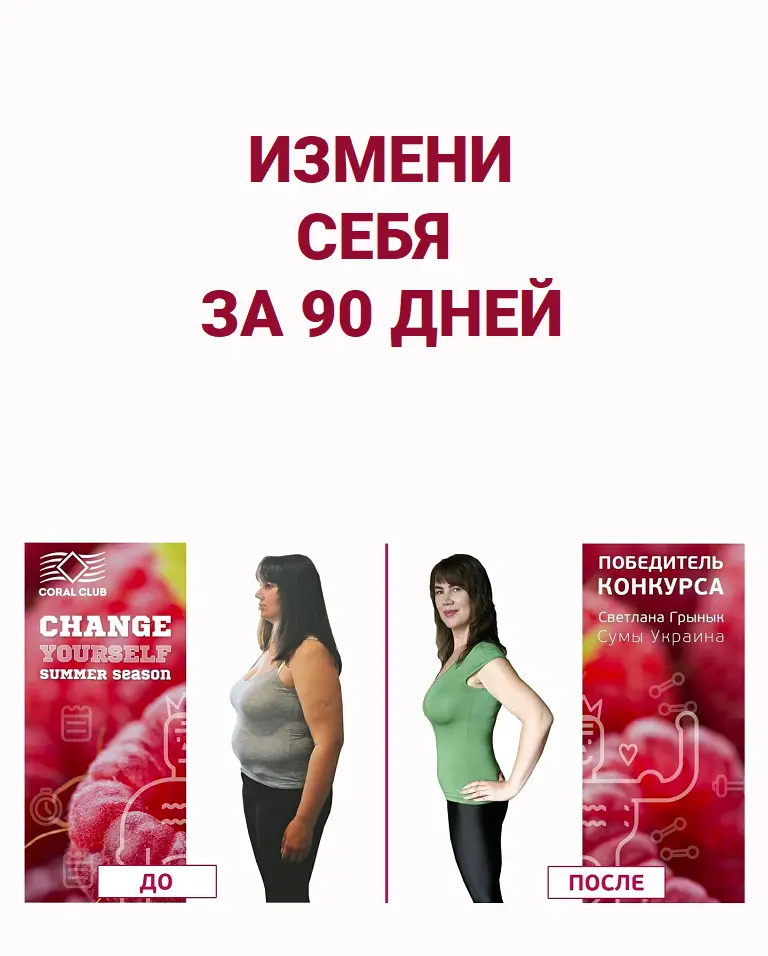 ИЗМЕНИ
СЕБЯ
ЗА 90 ДНЕЙ
CORAL CLUB
CHANGE
YOURSELF
SUMMER season
ДО
ПОБЕДИТЕЛЬ
КОНКУРСА
Светлана Грынык
Сумы Украина
ПОСЛЕ